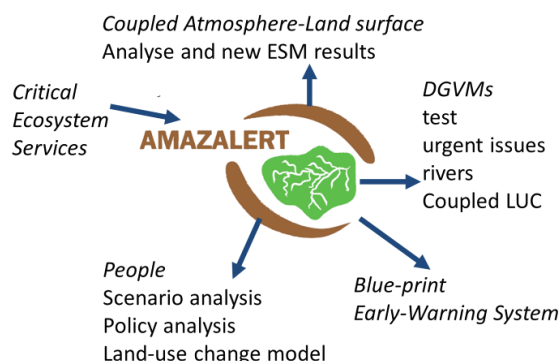 Coupled Atmosphere-Land surface
Analyse and new ESM results
Critical
Ecosystem
Services
AMAZALERT
DGVMs
test
urgent issues
rivers
Coupled LUC
People
Scenario analysis
Policy analysis
Land-use change model
Blue-print
Early-Warning System